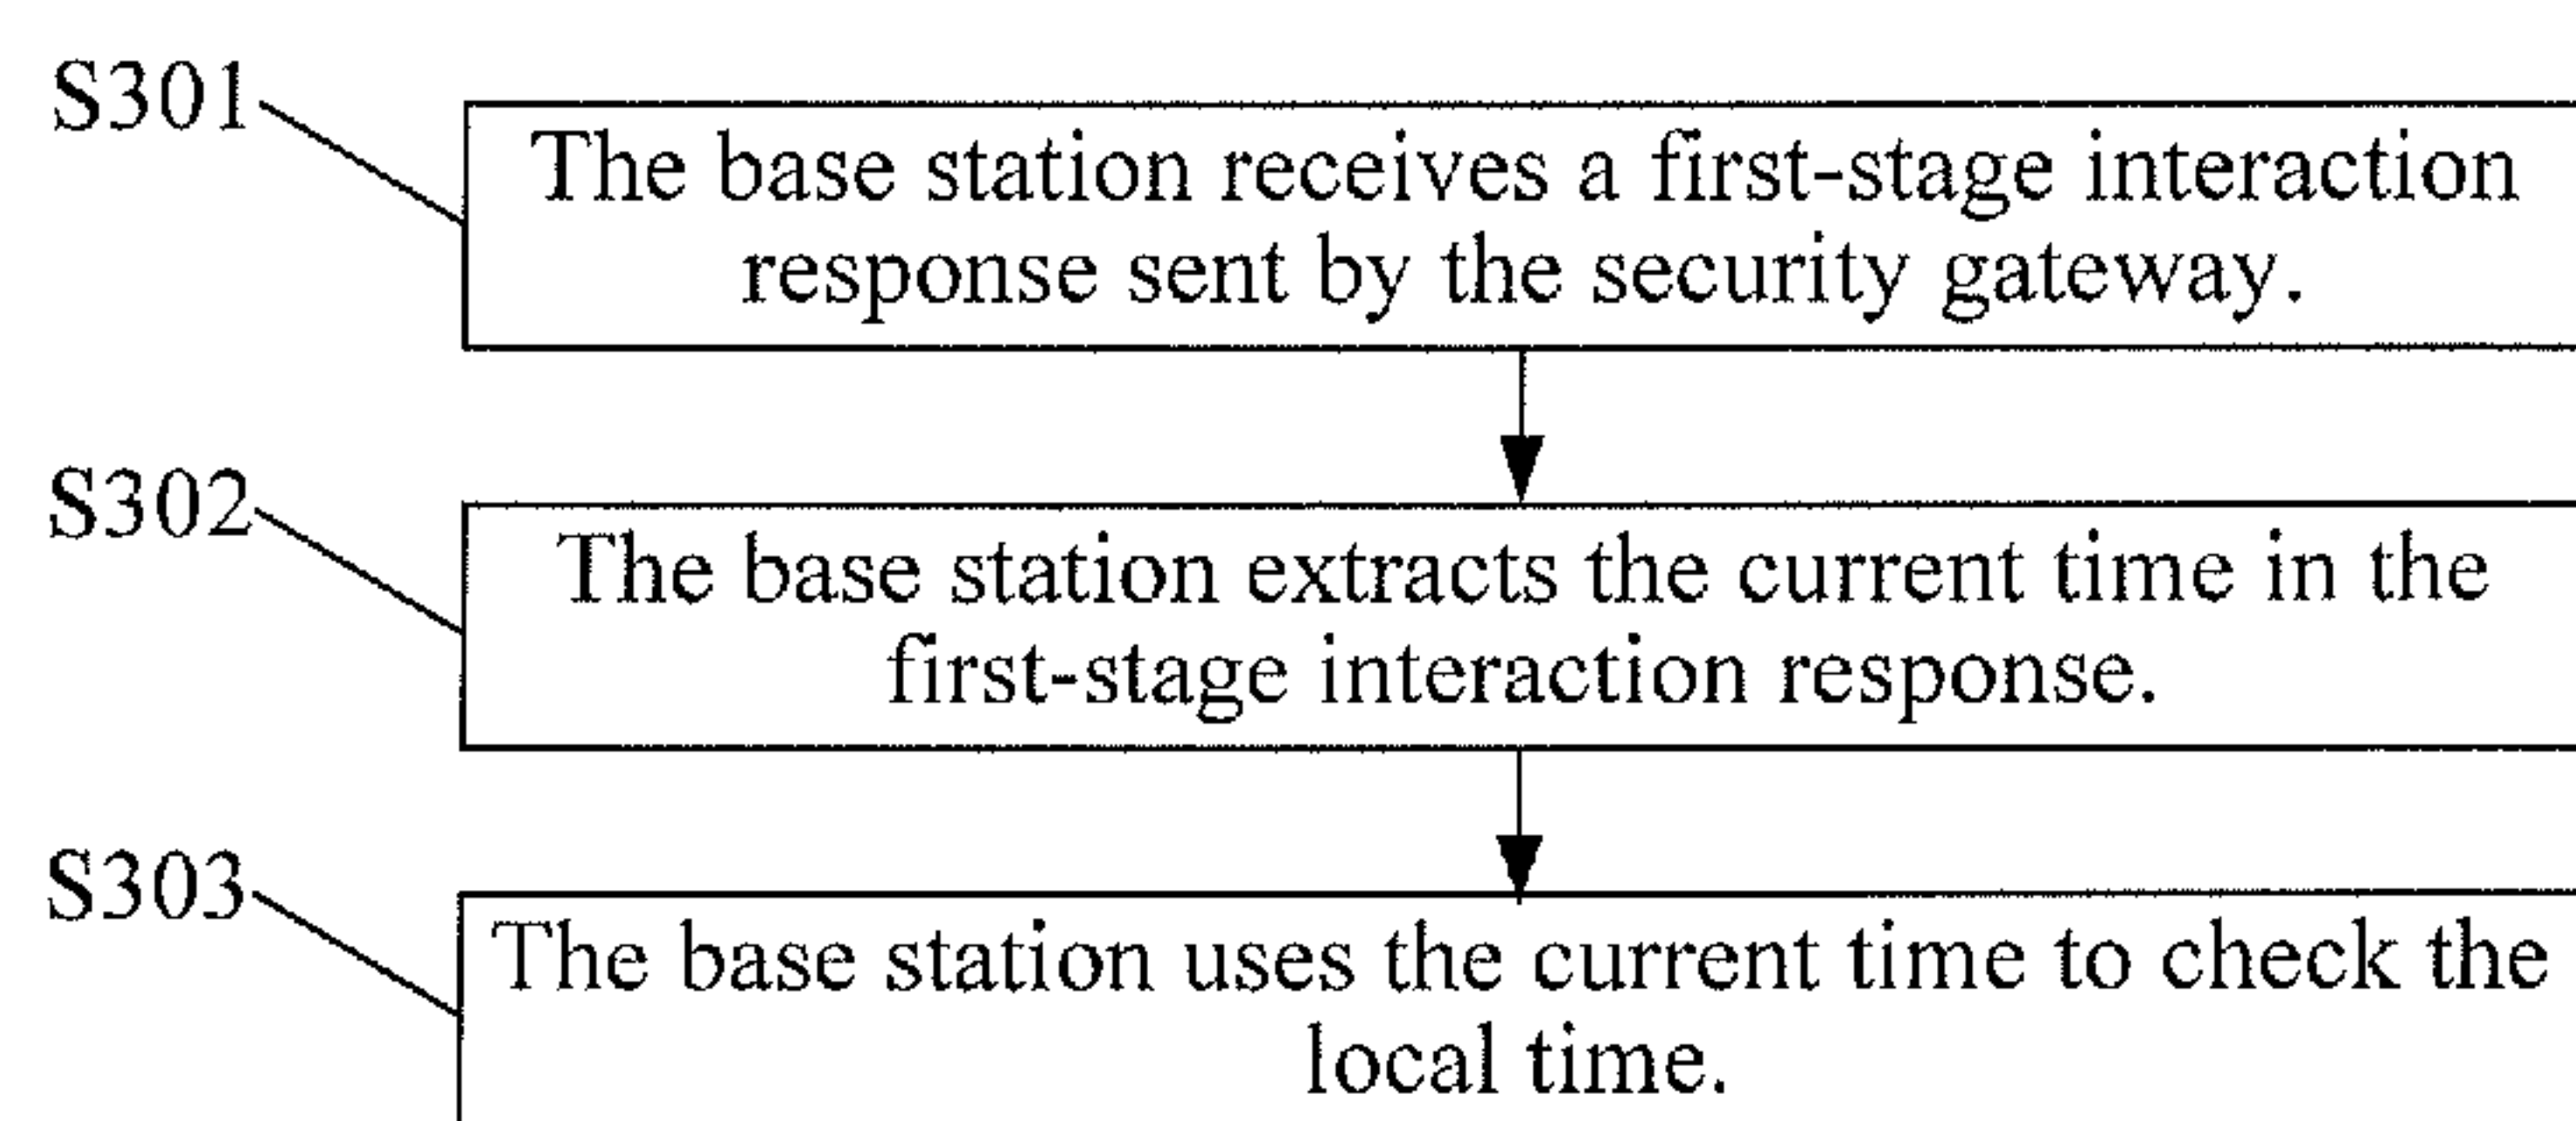 S301
The base station receives a first-stage interaction
response sent by the security gateway.
S302
The base station extracts the current time in the
first-stage interaction response.
S303
The base station uses the current time to check the
local time.